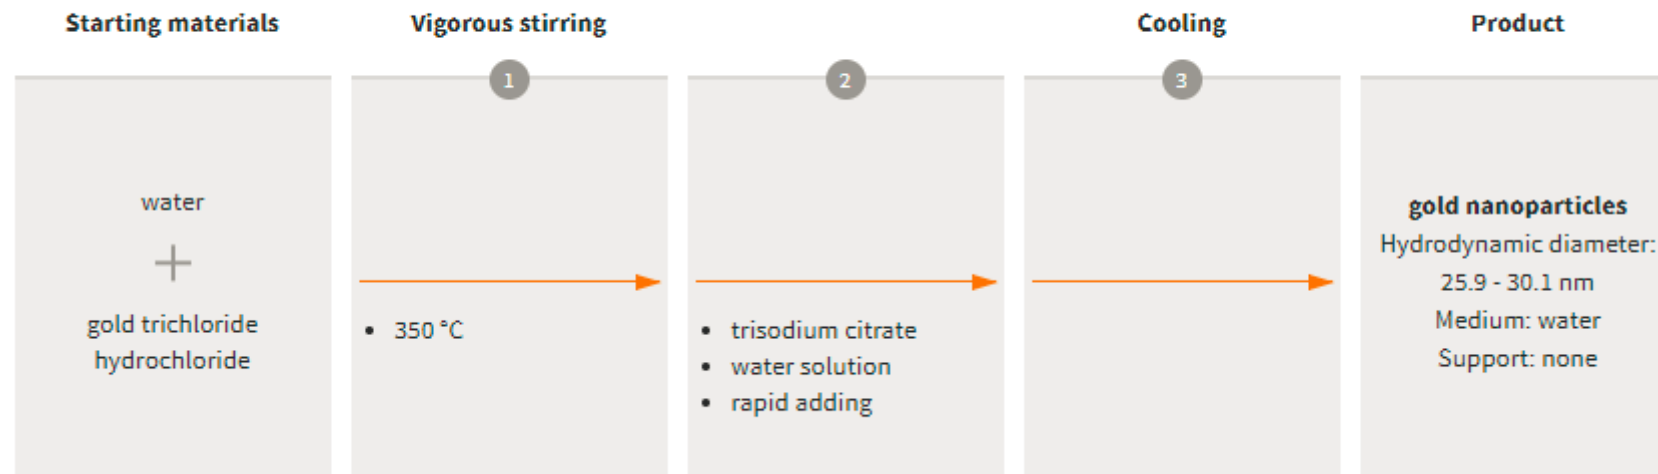 Starting materials
Vigorous stirring
Cooling
Product
1
2
3
water
+
gold trichloride
hydrochloride
• 350 °C
• trisodium citrate
• water solution
• rapid adding
gold nanoparticles
Hydrodynamic diameter:
25.9 - 30.1 nm
Medium: water
Support: none